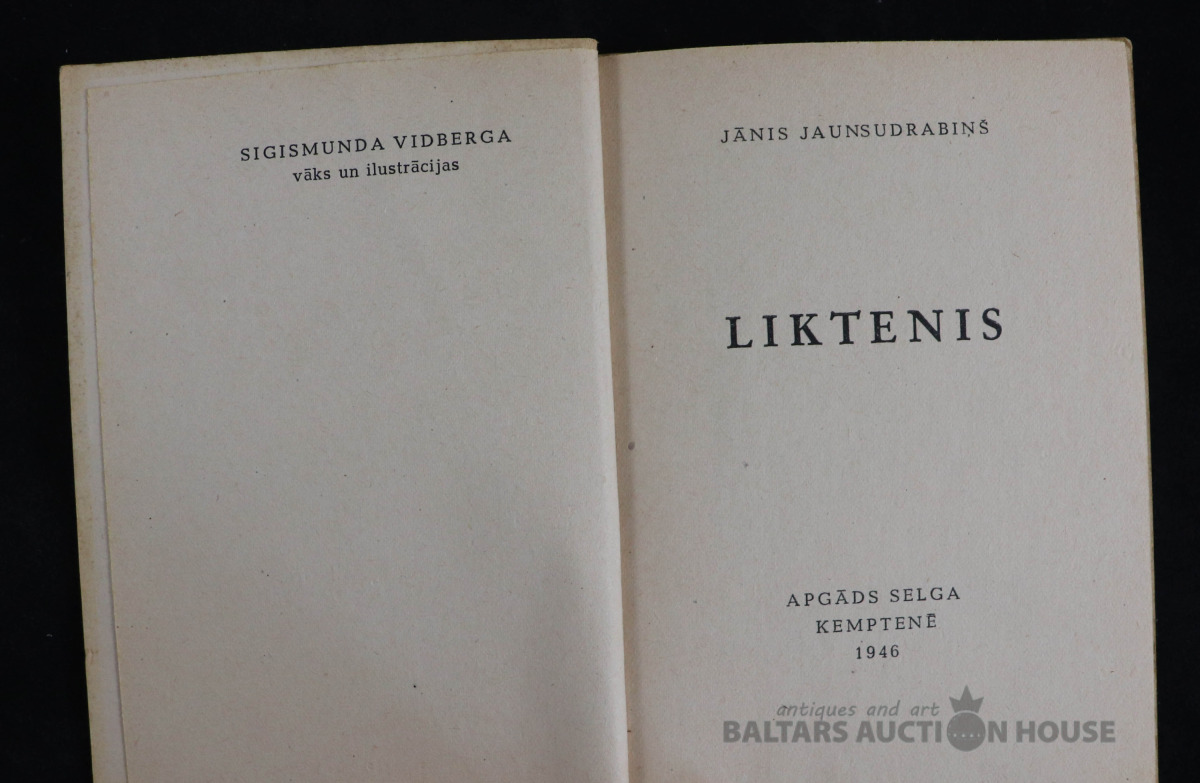 SIGISMUNDA VIDBERGA
vāks un ilustrācijas
JĀNIS JAUNSUDRABIŅŠ
LIKTENIS
APGĀDS SELGA
KEMPTENĒ
1946
antiques and art
BALTARS AUCTION HOUSE